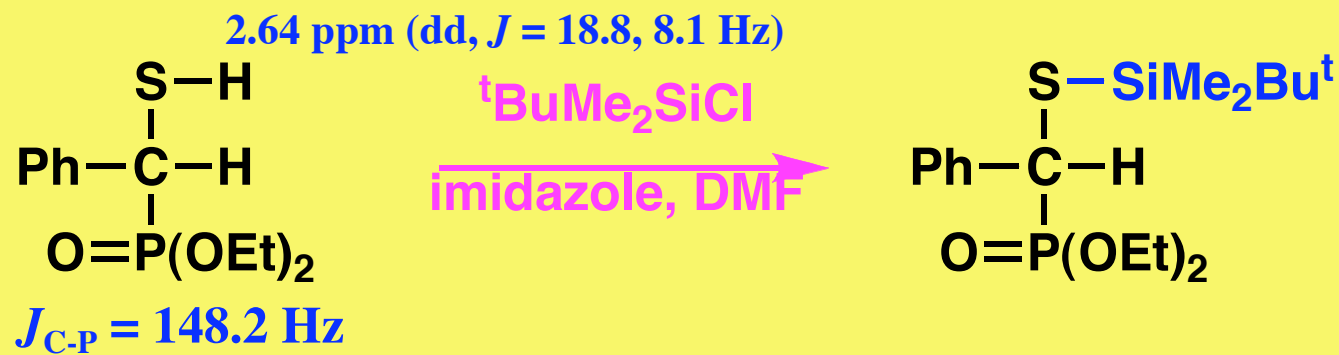 2.64 ppm (dd, J = 18.8, 8.1 Hz)
S—H
Ph—C—H
O=P(OEt)₂
J_C-P = 148.2 Hz
ᵗBuMe₂SiCl
imidazole, DMF
S—SiMe₂Buᵗ
Ph—C—H
O=P(OEt)₂